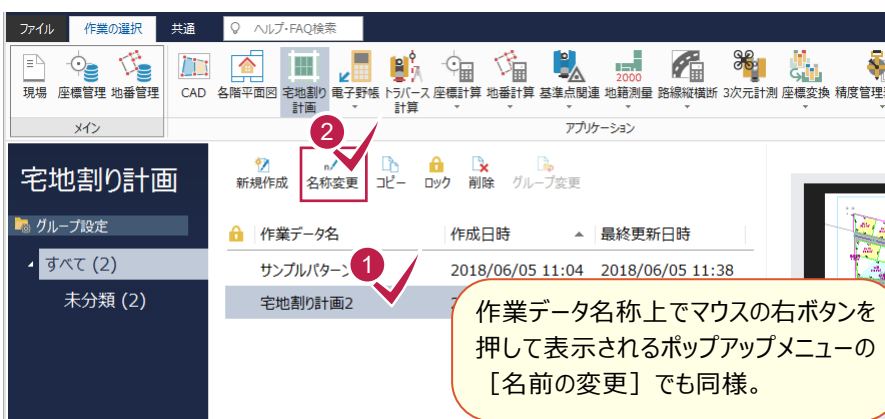 ファイル 作業の選択 共通 ヘルプ・FAQ検索
現場 座標管理 地番管理 CAD 各階平面図 宅地割り計画 電子野帳 トラバース計算 座標計算 地番計算 基準点関連 2000 地籍測量 路線縦横断 3次元計測 座標変換 精度管理
メイン アプリケーション
2
宅地割り計画
新規作成 名称変更 コピー ロック 削除 グループ変更
グループ設定
作業データ名 作成日時 最終更新日時
すべて (2)
サンプルパターン 2018/06/05 11:04 2018/06/05 11:38
1
未分類 (2)
宅地割り計画2
作業データ名称上でマウスの右ボタンを
押して表示されるポップアップメニューの
［名前の変更］でも同様。